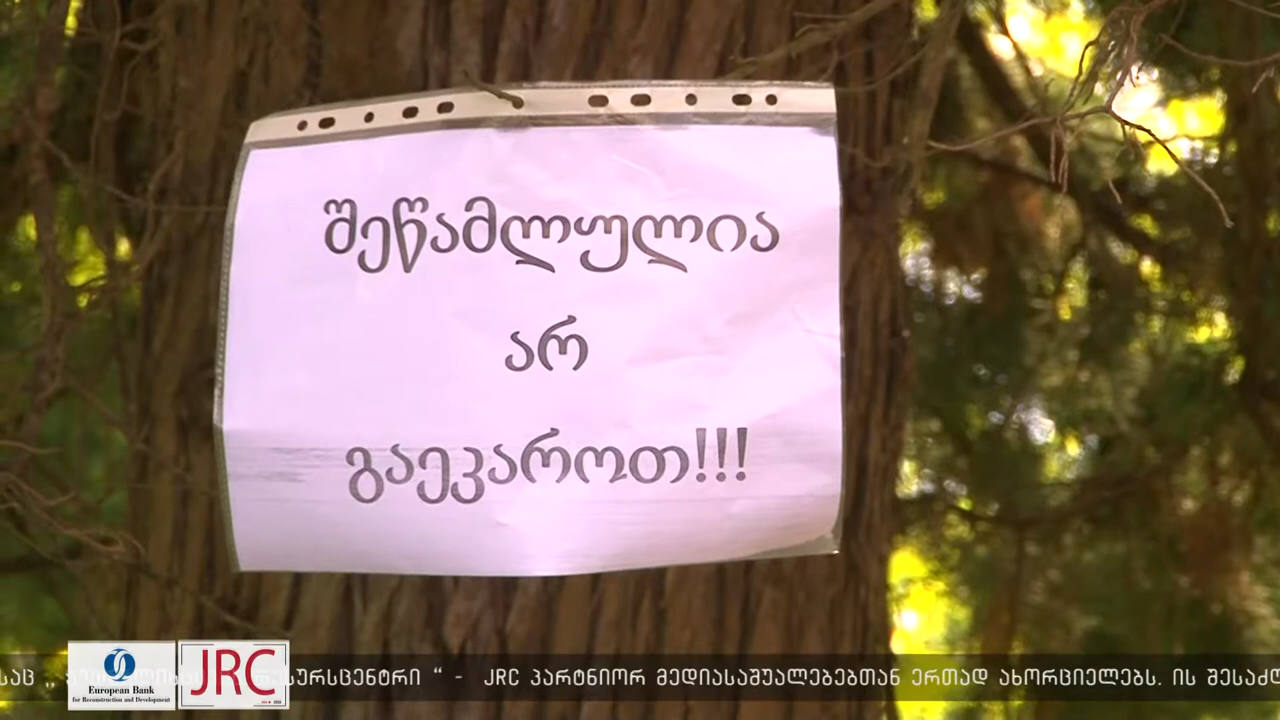 შეწამლულია
არ
გაეკაროთ!!!
European Bank
for Reconstruction and Development
JRC
რესურსცენტრი “ - JRC პარტნიორ მედიასაშუალებებთან ერთად ახორციელებს. ის